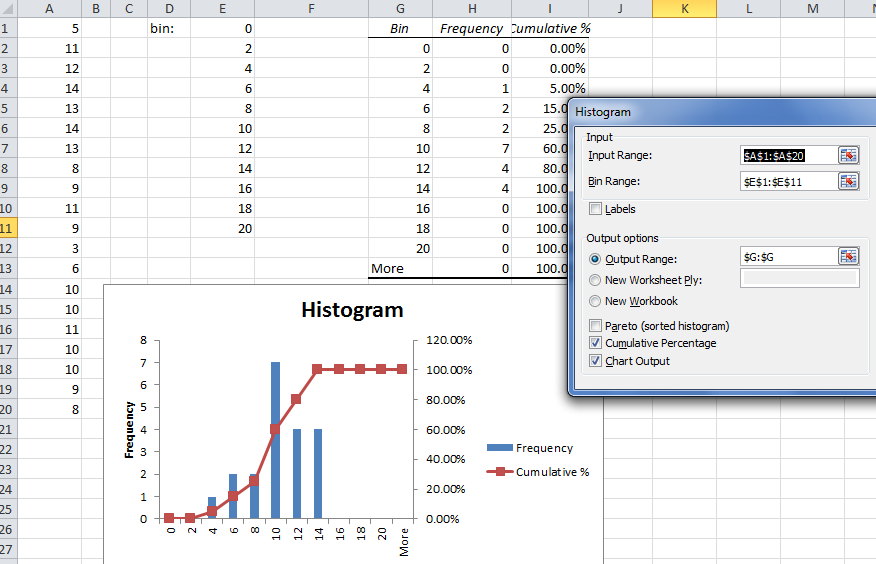 A B C D E F G H I J K L M
1 5 bin: 0 Bin Frequency Cumulative %
2 11 2 0 0 0.00%
3 12 4 2 0 0.00%
4 14 6 4 1 5.00%
5 13 8 6 2 15.0
6 14 10 8 2 25.0
7 13 12 10 7 60.0
8 8 14 12 4 80.0
9 9 16 14 4 100.0
10 11 18 16 0 100.0
11 9 20 18 0 100.0
12 3 20 0 100.0
13 6 More 0 100.0
14 10
15 10
16 11
17 10
18 10
19 9
20 8
21
22
23
24
25
26
27
Histogram
Input
Input Range: $A$1:$A$20
Bin Range: $E$1:$E$11
Labels
Output options
Output Range: $G:$G
New Worksheet Ply:
New Workbook
Pareto (sorted histogram)
Cumulative Percentage
Chart Output
Histogram
Frequency
8
7
6
5
4
3
2
1
0
120.00%
100.00%
80.00%
60.00%
40.00%
20.00%
0.00%
0 2 4 6 8 10 12 14 16 18 20 More
Frequency
Cumulative %